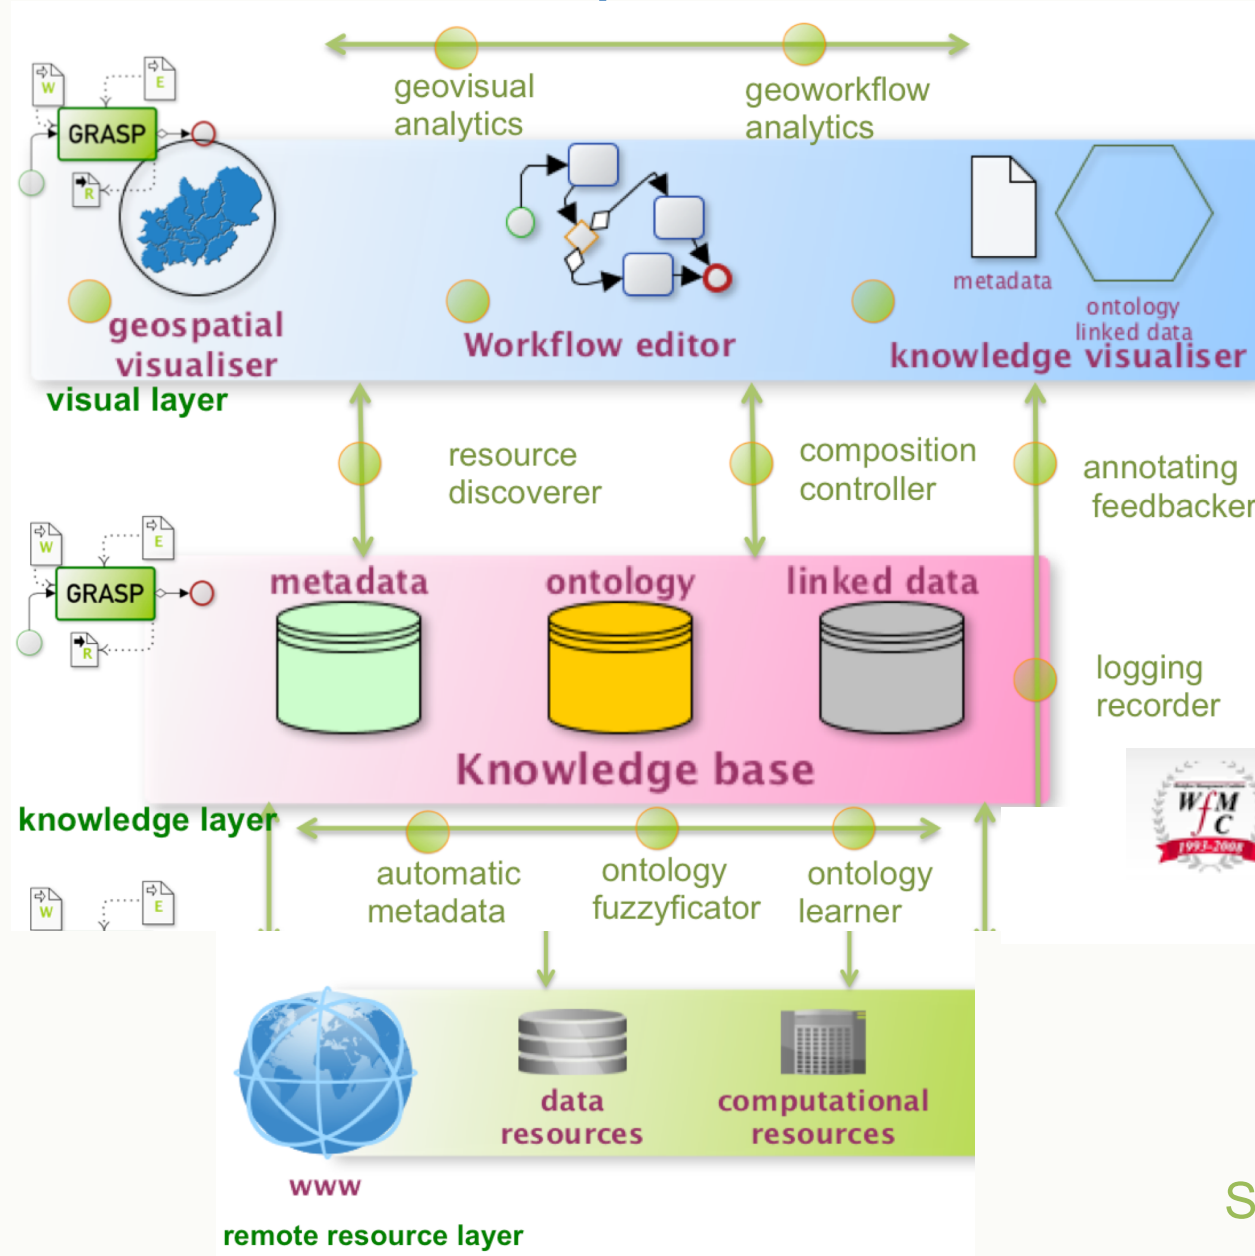 geovisual
analytics
geoworkflow
analytics
W
E
GRASP
R
metadata
ontology
linked data
geospatial
visualiser
Workflow editor
knowledge visualiser
visual layer
resource
discoverer
composition
controller
annotating
feedbacker
W
E
GRASP
R
metadata
ontology
linked data
Knowledge base
logging
recorder
WfMC
1993-2008
knowledge layer
automatic
metadata
ontology
fuzzyficator
ontology
learner
W
E
data
resources
computational
resources
www
remote resource layer
S